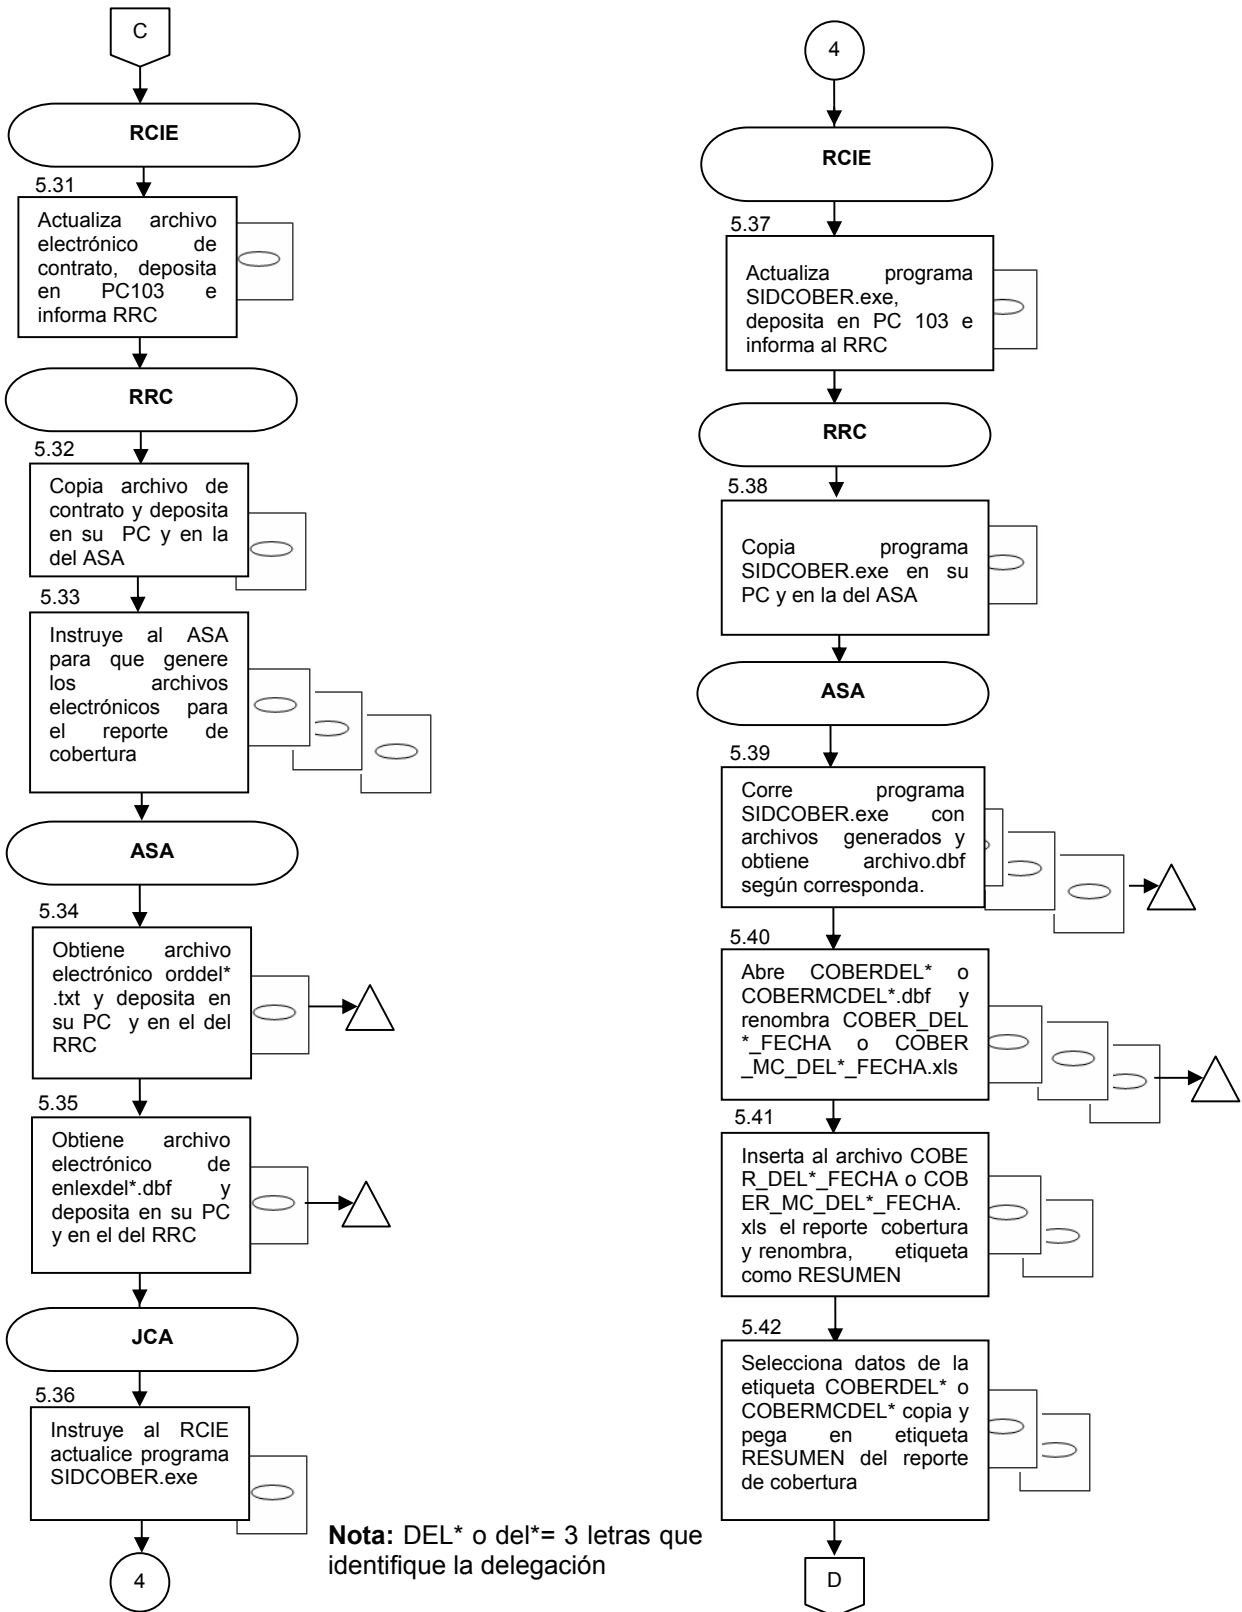 C
RCIE
5.31
Actualiza archivo
electrónico de
contrato, deposita
en PC103 e
informa RRC
RRC
5.32
Copia archivo de
contrato y deposita
en su PC y en la
del ASA
5.33
Instruye al ASA
para que genere
los archivos
electrónicos para
el reporte de
cobertura
ASA
5.34
Obtiene archivo
electrónico orddel*
.txt y deposita en
su PC y en el del
RRC
5.35
Obtiene archivo
electrónico de
enlexdel*.dbf y
deposita en su PC
y en el del RRC
JCA
5.36
Instruye al RCIE
actualice programa
SIDCOBER.exe
4
Nota: DEL* o del*= 3 letras que
identifique la delegación
4
RCIE
5.37
Actualiza programa
SIDCOBER.exe,
deposita en PC 103 e
informa al RRC
RRC
5.38
Copia programa
SIDCOBER.exe en su
PC y en la del ASA
ASA
5.39
Corre programa
SIDCOBER.exe con
archivos generados y
obtiene archivo.dbf
según corresponda.
5.40
Abre COBERDEL* o
COBERMCDEL*.dbf y
renombra COBER_DEL
*_FECHA o COBER
_MC_DEL*_FECHA.xls
5.41
Inserta al archivo COBE
R_DEL*_FECHA o COB
ER_MC_DEL*_FECHA.
xls el reporte cobertura
y renombra, etiqueta
como RESUMEN
5.42
Selecciona datos de la
etiqueta COBERDEL* o
COBERMCDEL* copia y
pega en etiqueta
RESUMEN del reporte
de cobertura
D